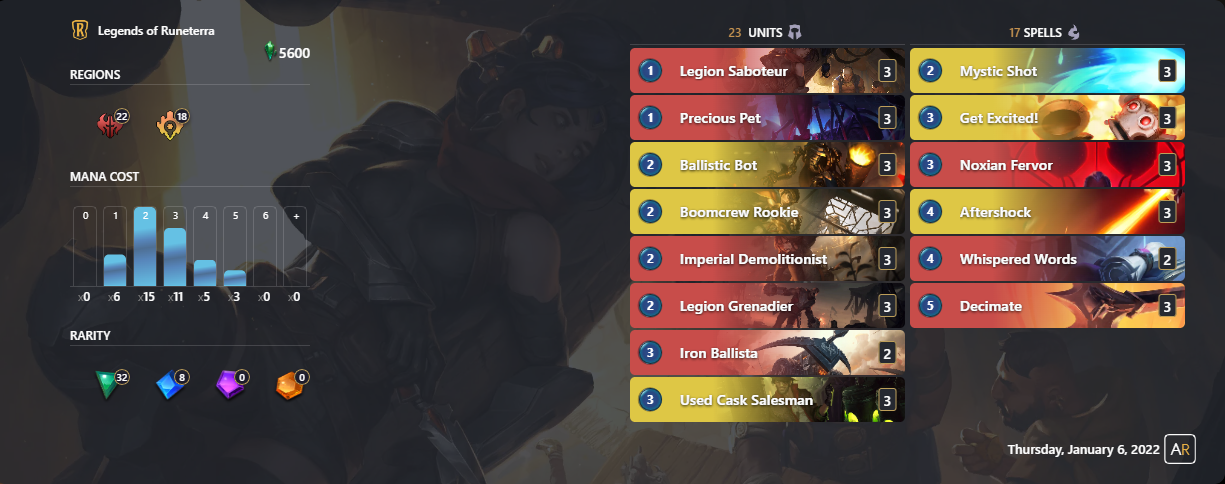 Legends of Runeterra
5600
REGIONS
22 18
MANA COST
0 1 2 3 4 5 6 +
x0 x6 x15 x11 x5 x3 x0 x0
RARITY
32 8 0 0
23 UNITS
1 Legion Saboteur 3
1 Precious Pet 3
2 Ballistic Bot 3
2 Boomcrew Rookie 3
2 Imperial Demolitionist 3
2 Legion Grenadier 3
3 Iron Ballista 2
3 Used Cask Salesman 3
17 SPELLS
2 Mystic Shot 3
3 Get Excited! 3
3 Noxian Fervor 3
4 Aftershock 3
4 Whispered Words 2
5 Decimate 3
Thursday, January 6, 2022 AR